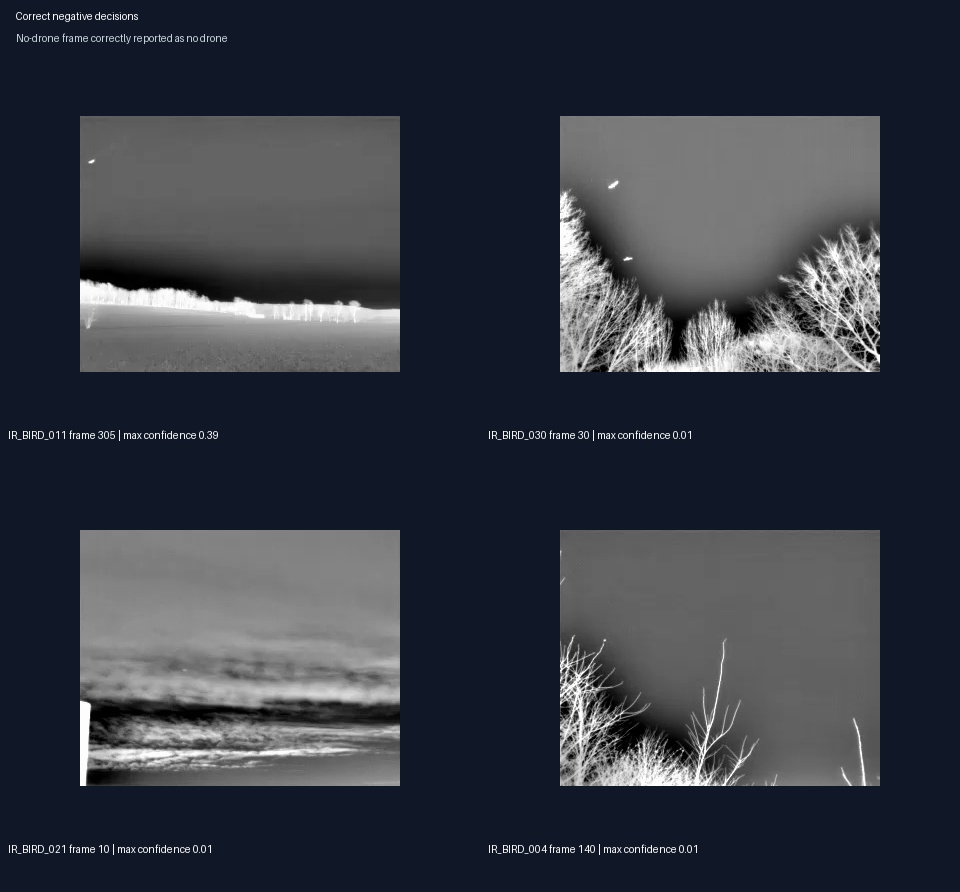 Correct negative decisions
No-drone frame correctly reported as no drone
IR_BIRD_011 frame 305 | max confidence 0.39
IR_BIRD_030 frame 30 | max confidence 0.01
IR_BIRD_021 frame 10 | max confidence 0.01
IR_BIRD_004 frame 140 | max confidence 0.01